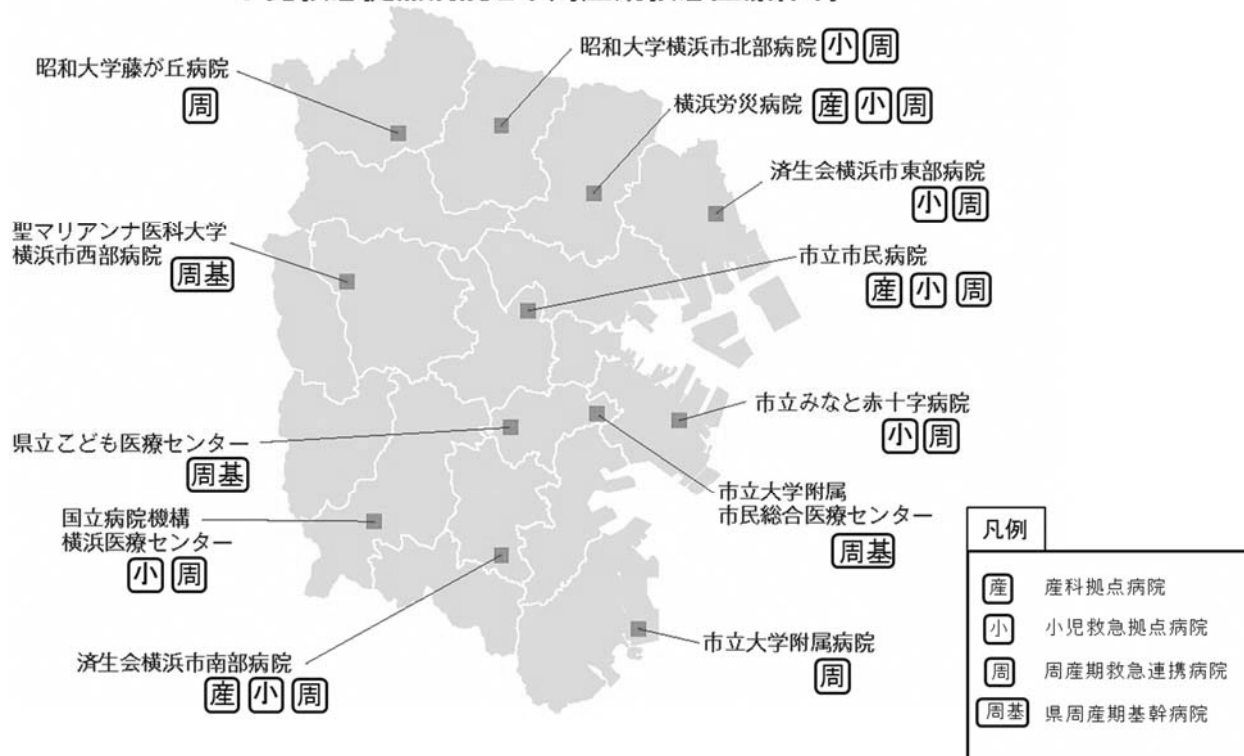 昭和大学藤が丘病院
周
昭和大学横浜市北部病院 小 周
横浜労災病院 産 小 周
済生会横浜市東部病院
小 周
聖マリアンナ医科大学
横浜市西部病院 周基
市立市民病院
産 小 周
市立みなと赤十字病院
小 周
県立こども医療センター
周基
市立大学附属
市民総合医療センター
周基
国立病院機構
横浜医療センター
小 周
済生会横浜市南部病院
産 小 周
市立大学附属病院
周
凡例
産 産科拠点病院
小 小児救急拠点病院
周 周産期救急連携病院
周基 県周産期基幹病院